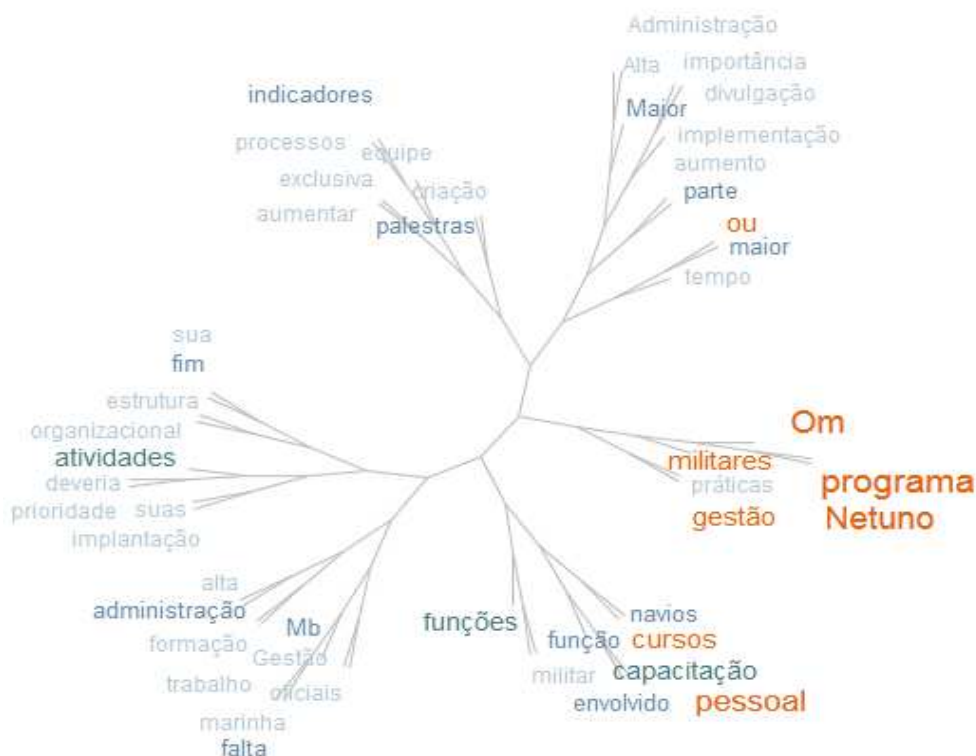 Administração
Alta importância
divulgação
indicadores
Maior
implementação
processos
equipe
aumento
exclusiva
criação
parte
aumentar
palestras
ou
maior
tempo
sua
fim
estrutura
organizacional
Om
atividades
militares
deveria
práticas
programa
prioridade suas
gestão Netuno
implantação
alta
administração
funções
navios
Mb
função cursos
formação
Gestão
militar capacitação
trabalho
oficiais
envolvido pessoal
marinha
falta